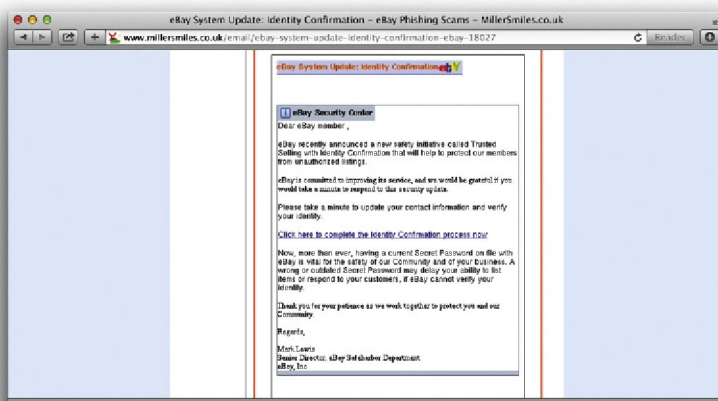 eBay System Update: Identity Confirmation – eBay Phishing Scams – MillerSmiles.co.uk
www.millersmiles.co.uk/email/ebay-system-update-identity-confirmation-ebay-18027
Reader
eBay System Update: Identity Confirmation
eBay Security Center
Dear eBay member ,
eBay recently announced a new safety initiative called Trusted
Selling with Identity Confirmation that will help to protect our members
from unauthorized listings.
eBay is committed to improving its service, and we would be grateful if you
would take a minute to respond to this security update.
Please take a minute to update your contact information and verify
your identity.
Click here to complete the Identity Confirmation process now
Now, more than ever, having a current Secret Password on file with
eBay is vital for the safety of our Community and of your business. A
wrong or outdated Secret Password may delay your ability to list
items or respond to your customers, if eBay cannot verify your
identity.
Thank you for your patience as we work together to protect you and our
Community.
Regards,
Mark Lewis
Senior Director, eBay Safeharbor Department
eBay, Inc